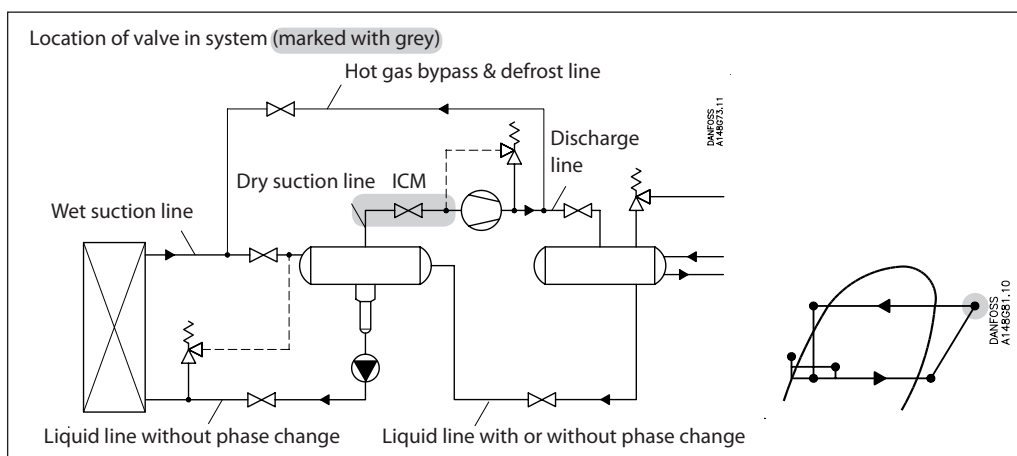 Location of valve in system (marked with grey)
Hot gas bypass & defrost line
DANFOSS
A148G73.11
Discharge
line
Dry suction line
ICM
Wet suction line
DANFOSS
A148G81.10
Liquid line without phase change
Liquid line with or without phase change